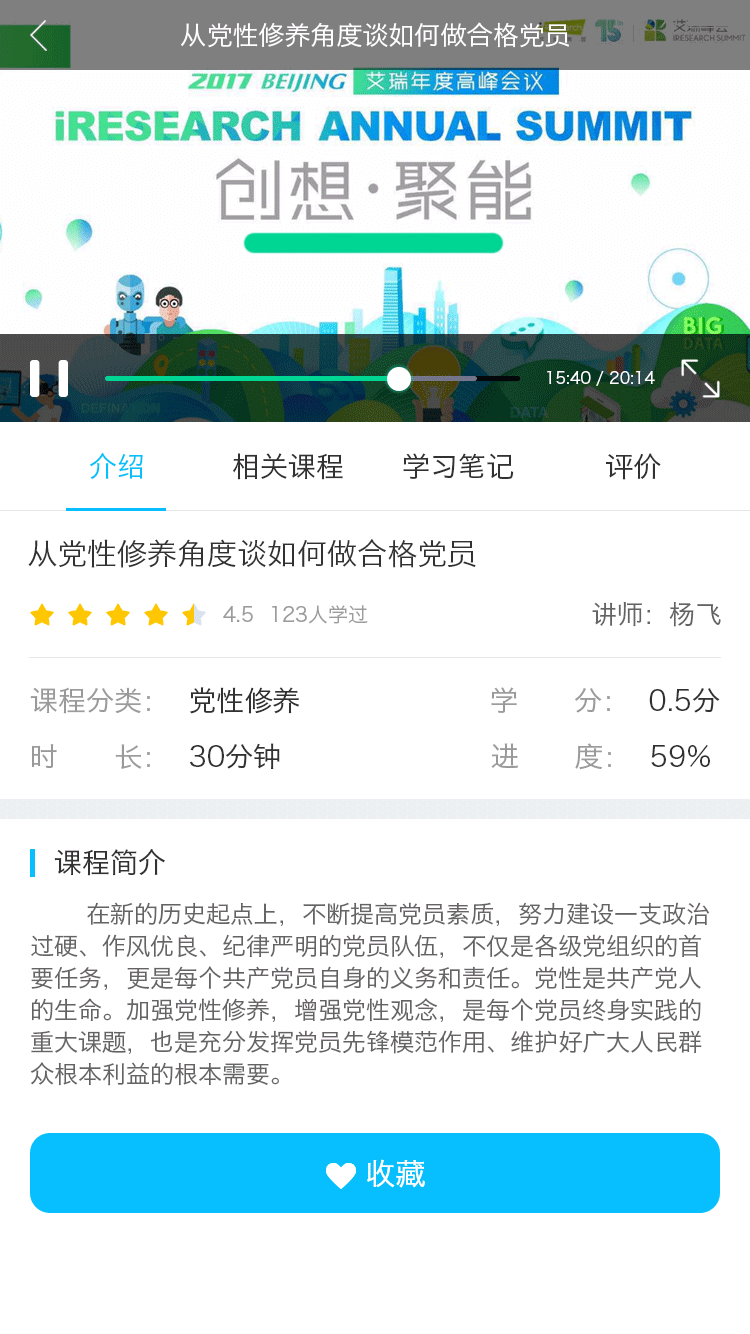 从党性修养角度谈如何做合格党员
15
艾瑞峰会
iRESEARCH SUMMIT
2017 BEIJING 艾瑞年度高峰会议
iRESEARCH ANNUAL SUMMIT
创想·聚能
BIG
DATA
15:40 / 20:14
DATA
介绍 相关课程 学习笔记 评价
从党性修养角度谈如何做合格党员
4.5 123人学过 讲师：杨飞
课程分类： 党性修养 学 分： 0.5分
时 长： 30分钟 进 度： 59%
课程简介
在新的历史起点上，不断提高党员素质，努力建设一支政治
过硬、作风优良、纪律严明的党员队伍，不仅是各级党组织的首
要任务，更是每个共产党员自身的义务和责任。党性是共产党人
的生命。加强党性修养，增强党性观念，是每个党员终身实践的
重大课题，也是充分发挥党员先锋模范作用、维护好广大人民群
众根本利益的根本需要。
收藏